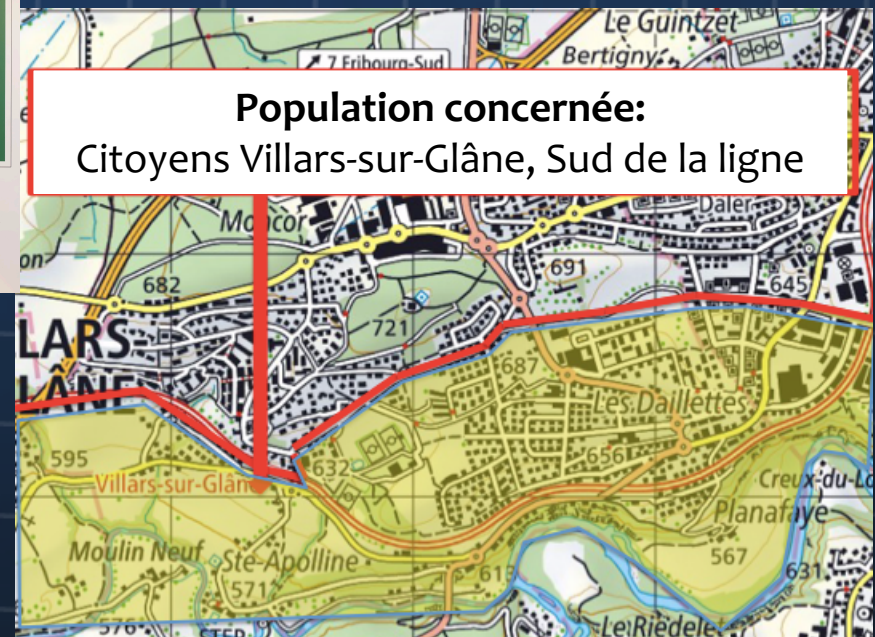 Le Guintzet
Bertigny
7 Fribourg-Sud
Population concernée:
Citoyens Villars-sur-Glâne, Sud de la ligne
Daler
Moncor
691
682
645
721
LARS-
LÂNE
687
Les Daillettes
595
632
656
Villars-sur-Glâne
Creux-du-Lo
Planafaye
Moulin Neuf
Ste-Apolline
567
571
631
576
STEP
Le Riedelet